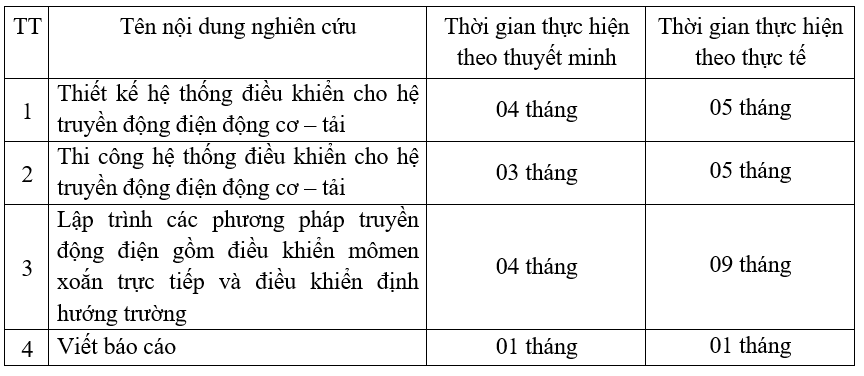 TT Tên nội dung nghiên cứu Thời gian thực hiện theo thuyết minh Thời gian thực hiện theo thực tế
1 Thiết kế hệ thống điều khiển cho hệ
truyền động điện động cơ – tải 04 tháng 05 tháng
2 Thi công hệ thống điều khiển cho hệ
truyền động điện động cơ – tải 03 tháng 05 tháng
3 Lập trình các phương pháp truyền
động điện gồm điều khiển mômen
xoắn trực tiếp và điều khiển định
hướng trường 04 tháng 09 tháng
4 Viết báo cáo 01 tháng 01 tháng